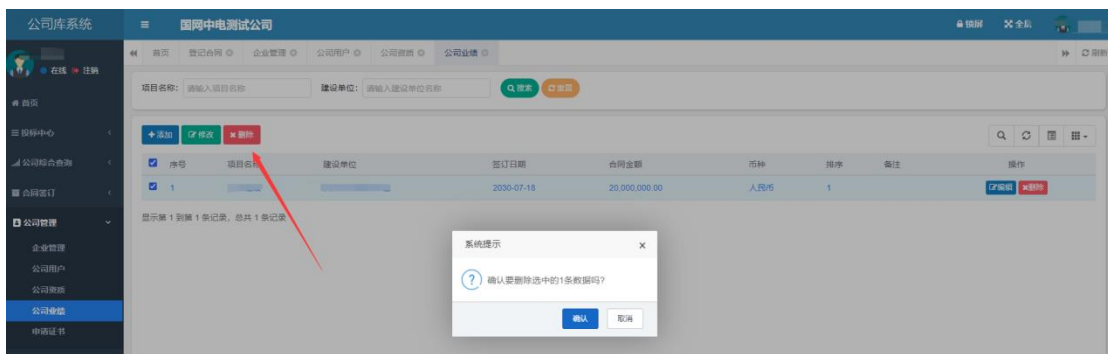 公司库系统
国网中电测试公司
锁屏 全屏
首页 登记合同 企业管理 公司用户 公司资质 公司业绩 刷新
在线 注销
项目名称: 请输入项目名称 建设单位: 请输入建设单位名称 搜索 重置
首页
投标中心
公司综合查询
合同签订
公司管理
企业管理
公司用户
公司资质
公司业绩
申请证书
添加 修改 删除
序号 项目名称 建设单位 签订日期 合同金额 币种 排序 备注 操作
1 2030-07-18 20,000,000.00 人民币 1 编辑 删除
显示第 1 到第 1 条记录，总共 1 条记录
系统提示
确认要删除选中的1条数据吗?
确认 取消